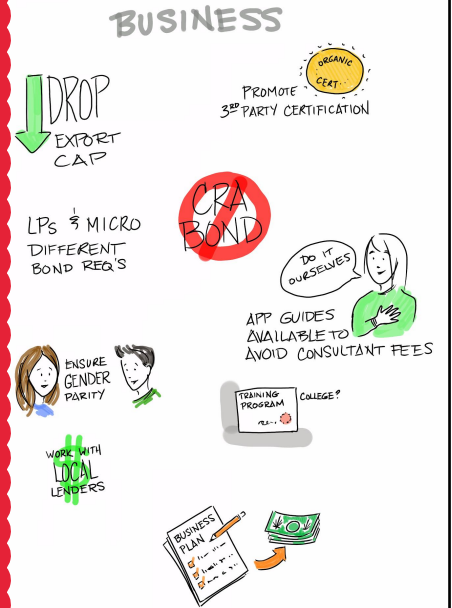 BUSINESS
DROP
EXPORT
CAP
ORGANIC
CERT.
PROMOTE
3RD PARTY CERTIFICATION
CRA
BOND
LPs & MICRO
DIFFERENT
BOND REQ'S
DO IT
OURSELVES
APP GUIDES
AVAILABLE TO
AVOID CONSULTANT FEES
ENSURE
GENDER
PARITY
TRAINING
PROGRAM
COLLEGE?
WORK WITH
LOCAL
LENDERS
BUSINESS
PLAN